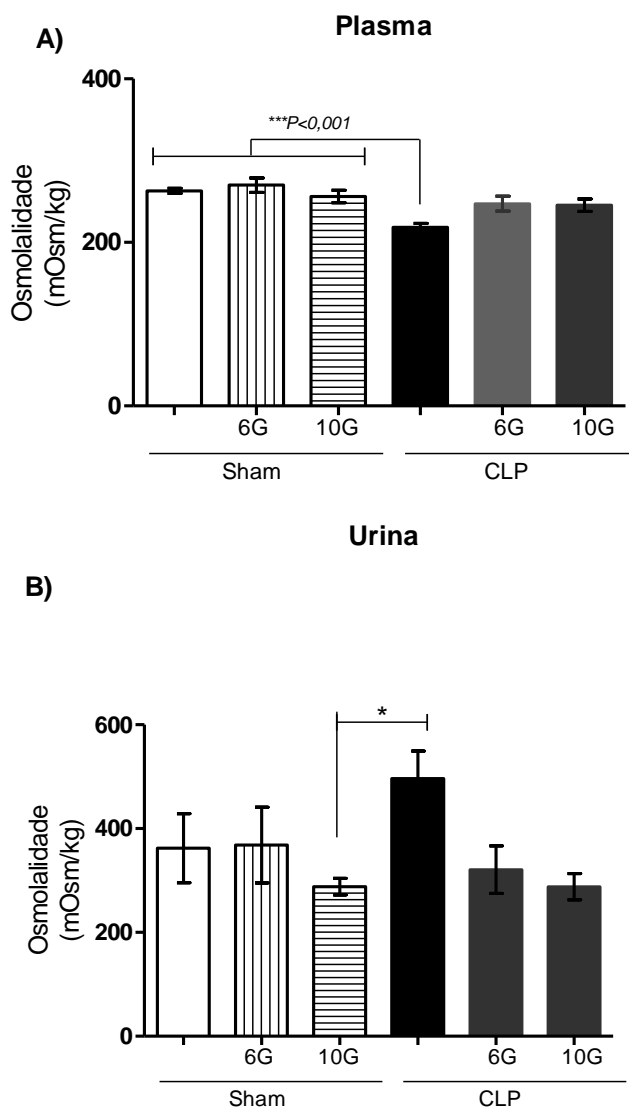 Plasma
A)
400
***P<0,001
200
Osmolalidade
(mOsm/kg)
0
6G 10G 6G 10G
Sham CLP
Urina
B)
600
*
400
Osmolalidade
(mOsm/kg)
200
0
6G 10G 6G 10G
Sham CLP